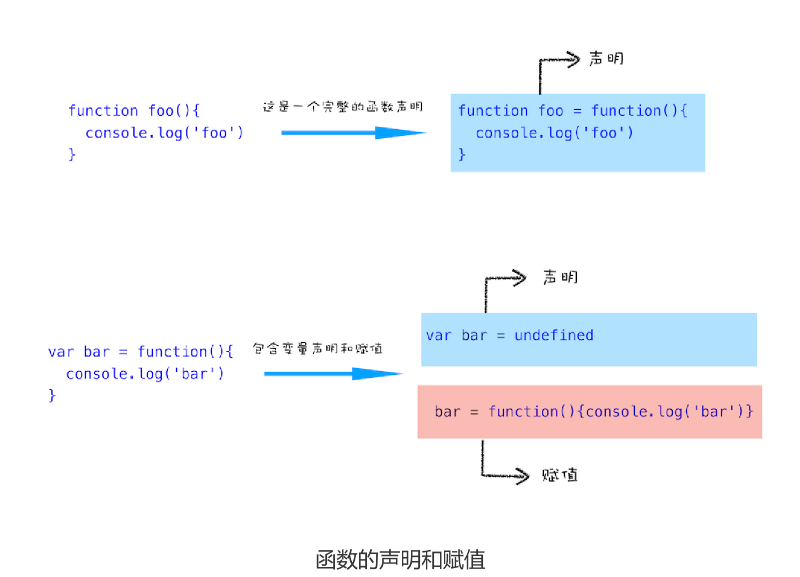 声明
function foo(){
console.log('foo')
}
这是一个完整的函数声明
function foo = function(){
console.log('foo')
}
声明
var bar = function(){
console.log('bar')
}
包含变量声明和赋值
var bar = undefined
bar = function(){console.log('bar')}
赋值
函数的声明和赋值